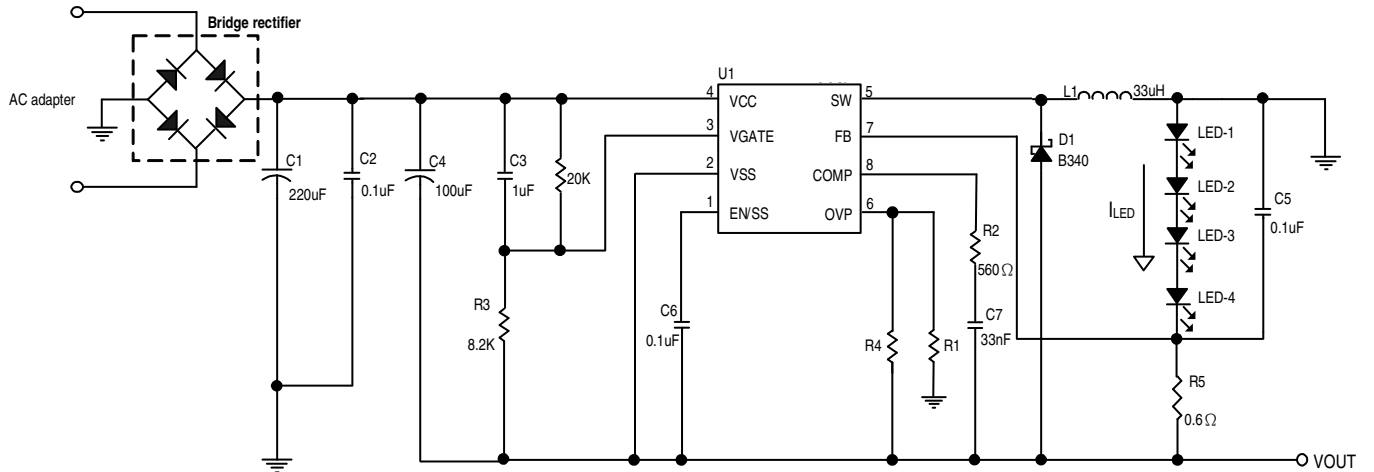 Bridge rectifier
AC adapter
C1
220uF
C2
0.1uF
C4
100uF
C3
1uF
20K
R3
8.2K
C6
0.1uF
U1
4
3
2
1
VCC
VGATE
VSS
EN/SS
SW
FB
COMP
OVP
5
7
8
6
R4
R1
R2
560Ω
C7
33nF
D1
B340
L1
33uH
ILED
LED-1
LED-2
LED-3
LED-4
C5
0.1uF
R5
0.6Ω
VOUT